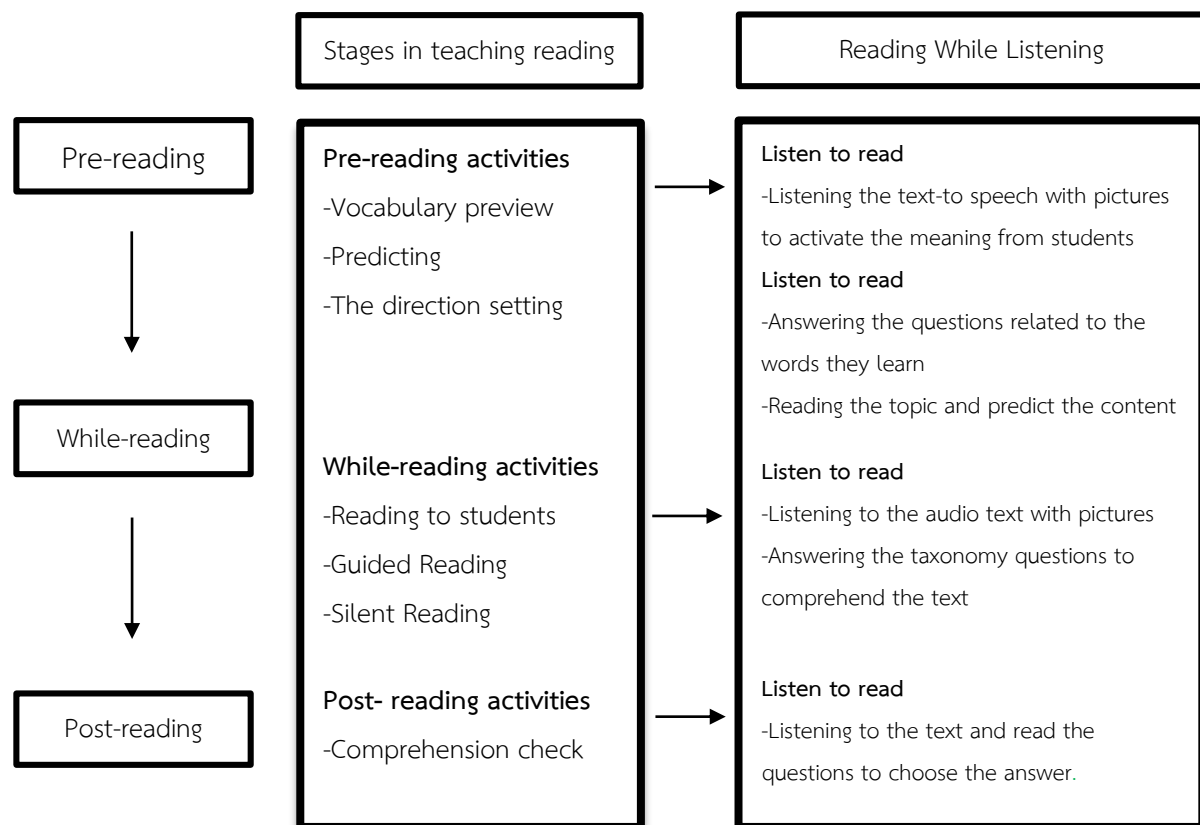 Stages in teaching reading
Reading While Listening
Pre-reading
While-reading
Post-reading
Pre-reading activities
-Vocabulary preview
-Predicting
-The direction setting
While-reading activities
-Reading to students
-Guided Reading
-Silent Reading
Post- reading activities
-Comprehension check
Listen to read
-Listening the text-to speech with pictures
to activate the meaning from students
Listen to read
-Answering the questions related to the
words they learn
-Reading the topic and predict the content
Listen to read
-Listening to the audio text with pictures
-Answering the taxonomy questions to
comprehend the text
Listen to read
-Listening to the text and read the
questions to choose the answer.